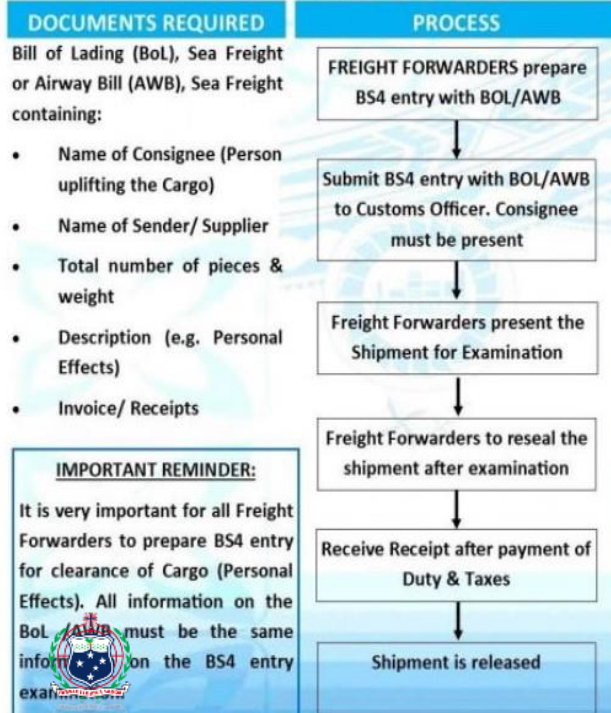 DOCUMENTS REQUIRED
Bill of Lading (BoL), Sea Freight
or Airway Bill (AWB), Sea Freight
containing:
• Name of Consignee (Person
uplifting the Cargo)
• Name of Sender/ Supplier
• Total number of pieces &
weight
• Description (e.g. Personal
Effects)
• Invoice/ Receipts
IMPORTANT REMINDER:
It is very important for all Freight
Forwarders to prepare BS4 entry
for clearance of Cargo (Personal
Effects). All information on the
BoL /AWB must be the same
on the BS4 entry
PROCESS
FREIGHT FORWARDERS prepare
BS4 entry with BOL/AWB
Submit BS4 entry with BOL/AWB
to Customs Officer. Consignee
must be present
Freight Forwarders present the
Shipment for Examination
Freight Forwarders to reseal the
shipment after examination
Receive Receipt after payment of
Duty & Taxes
Shipment is released